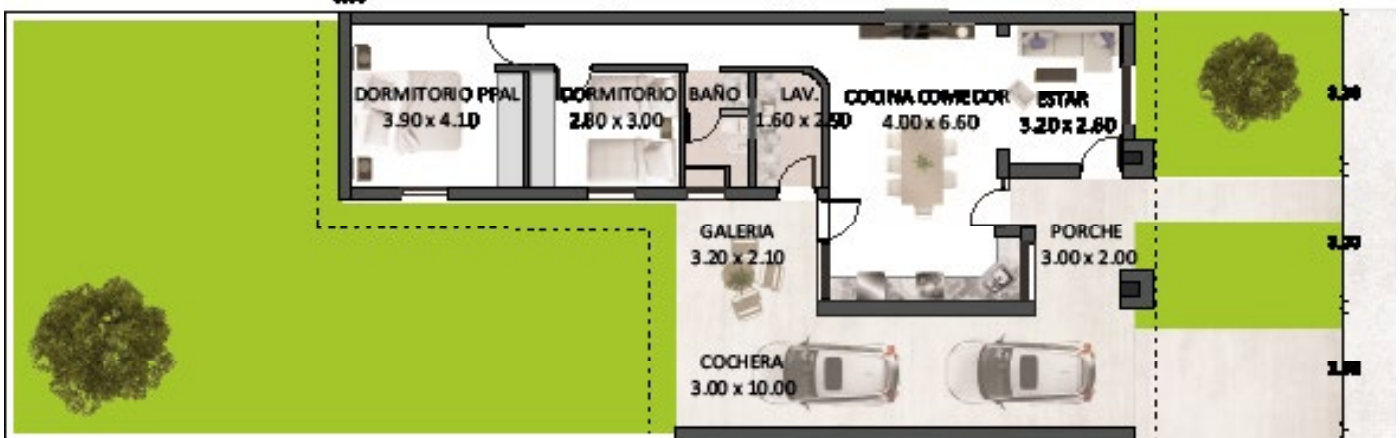 DORMITORIO PPAL
3.90 x 4.10
DORMITORIO
2.80 x 3.00
BAÑO
LAV.
1.60 x 2.90
COCINA COMEDOR
4.00 x 6.60
ESTAR
3.20 x 2.60
GALERIA
3.20 x 2.10
PORCHE
3.00 x 2.00
COCHERA
3.00 x 10.00